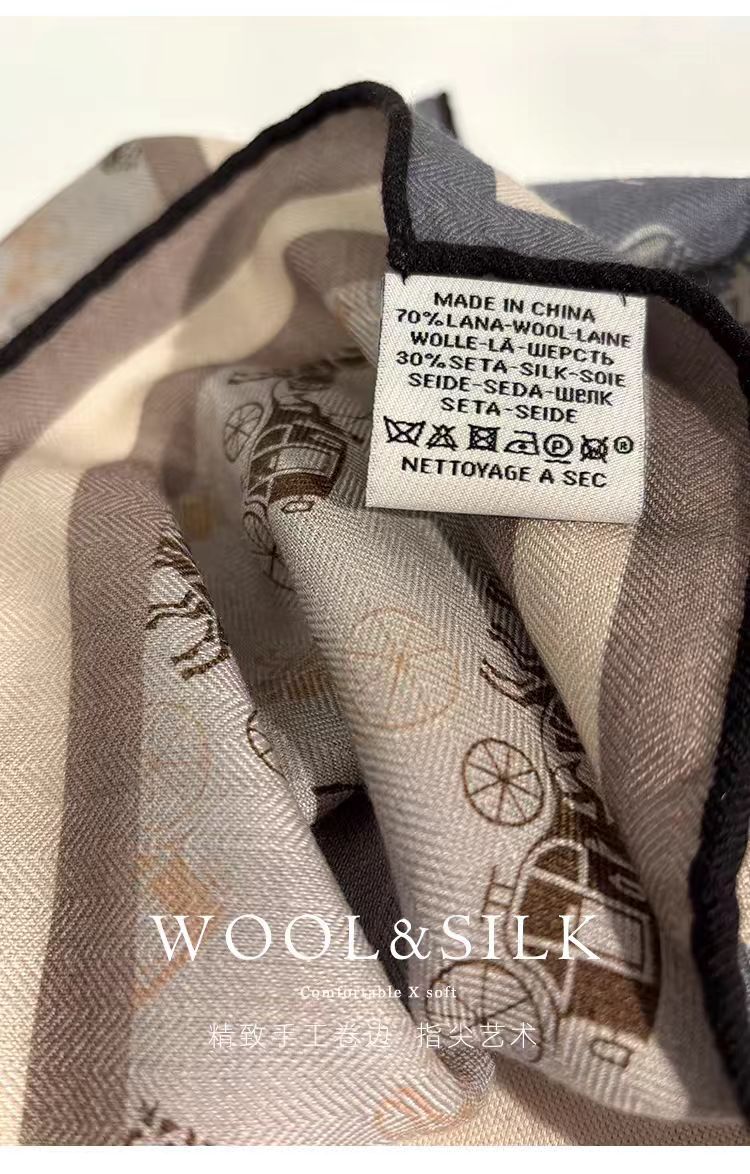 MADE IN CHINA
70%LANA-WOOL-LAINE
WOLLE-LÃ-ШЕРСТЬ
30%SETA-SILK-SOIE
SEIDE-SEDA-шелк
SETA-SEIDE
P ®
NETTOYAGE A SEC
WOOL&SILK
Comfortable X soft
精致手工卷边 指尖艺术